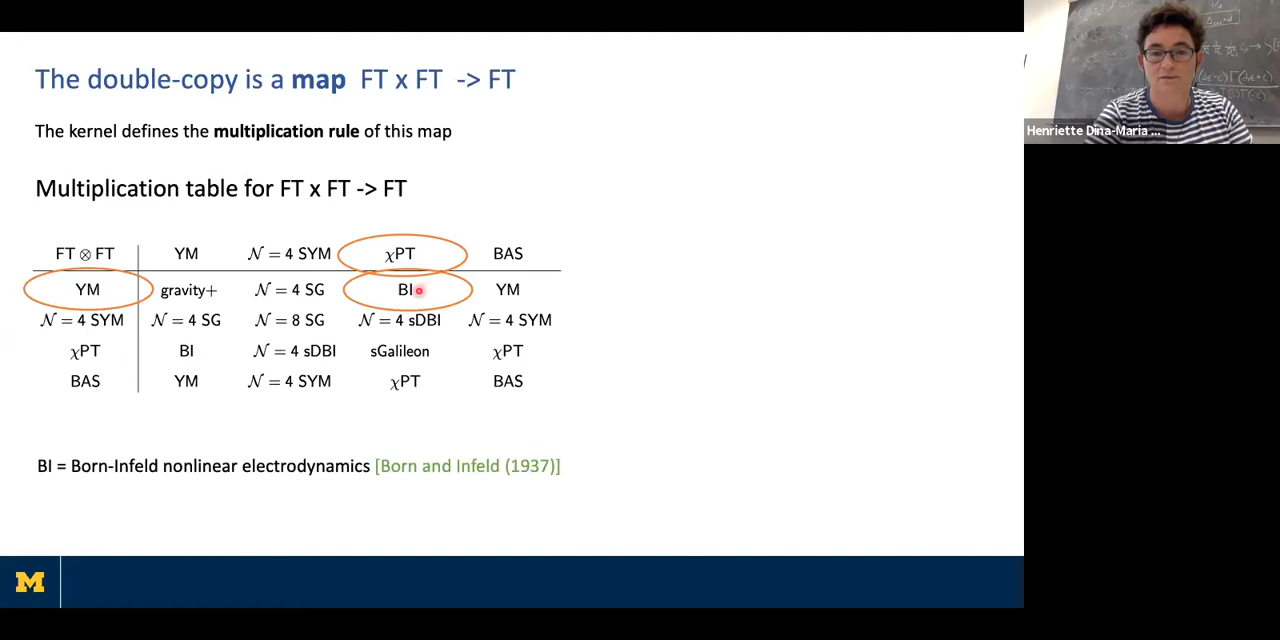 The double-copy is a map FT x FT -> FT
The kernel defines the multiplication rule of this map
Multiplication table for FT x FT -> FT
FT ⊗ FT YM 𝒩 = 4 SYM χPT BAS
YM gravity+ 𝒩 = 4 SG BI YM
𝒩 = 4 SYM 𝒩 = 4 SG 𝒩 = 8 SG 𝒩 = 4 sDBI 𝒩 = 4 SYM
χPT BI 𝒩 = 4 sDBI sGalileon χPT
BAS YM 𝒩 = 4 SYM χPT BAS
BI = Born-Infeld nonlinear electrodynamics [Born and Infeld (1937)]
M
Henriette Dina-Maria ...